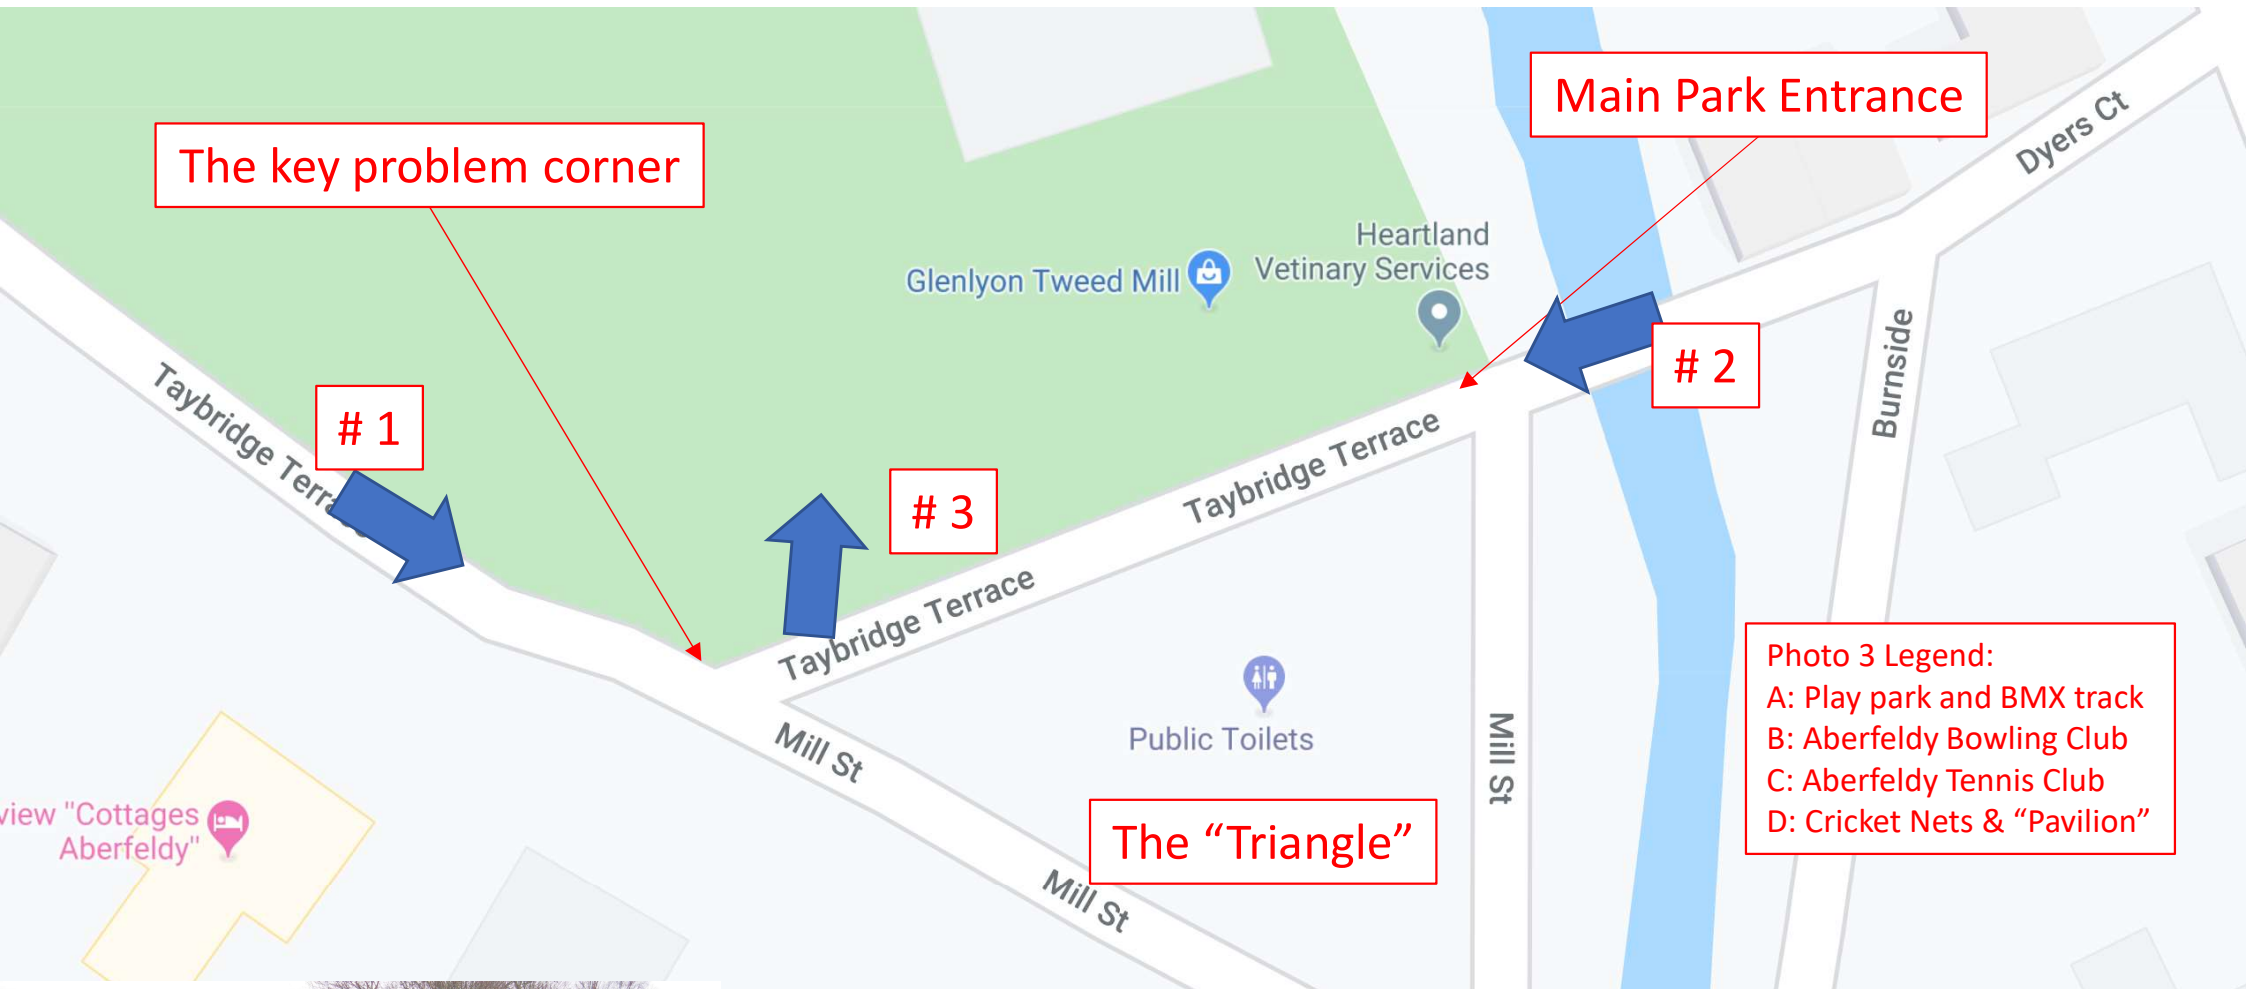 Main Park Entrance
The key problem corner
Dyers Ct
Heartland
Vetinary Services
Glenlyon Tweed Mill
# 1
# 2
# 3
Taybridge Terrace
Taybridge Terrace
Taybridge Terrace
Burnside
Mill St
Mill St
Mill St
Public Toilets
The “Triangle”
view "Cottages
Aberfeldy"
Photo 3 Legend:
A: Play park and BMX track
B: Aberfeldy Bowling Club
C: Aberfeldy Tennis Club
D: Cricket Nets & “Pavilion”